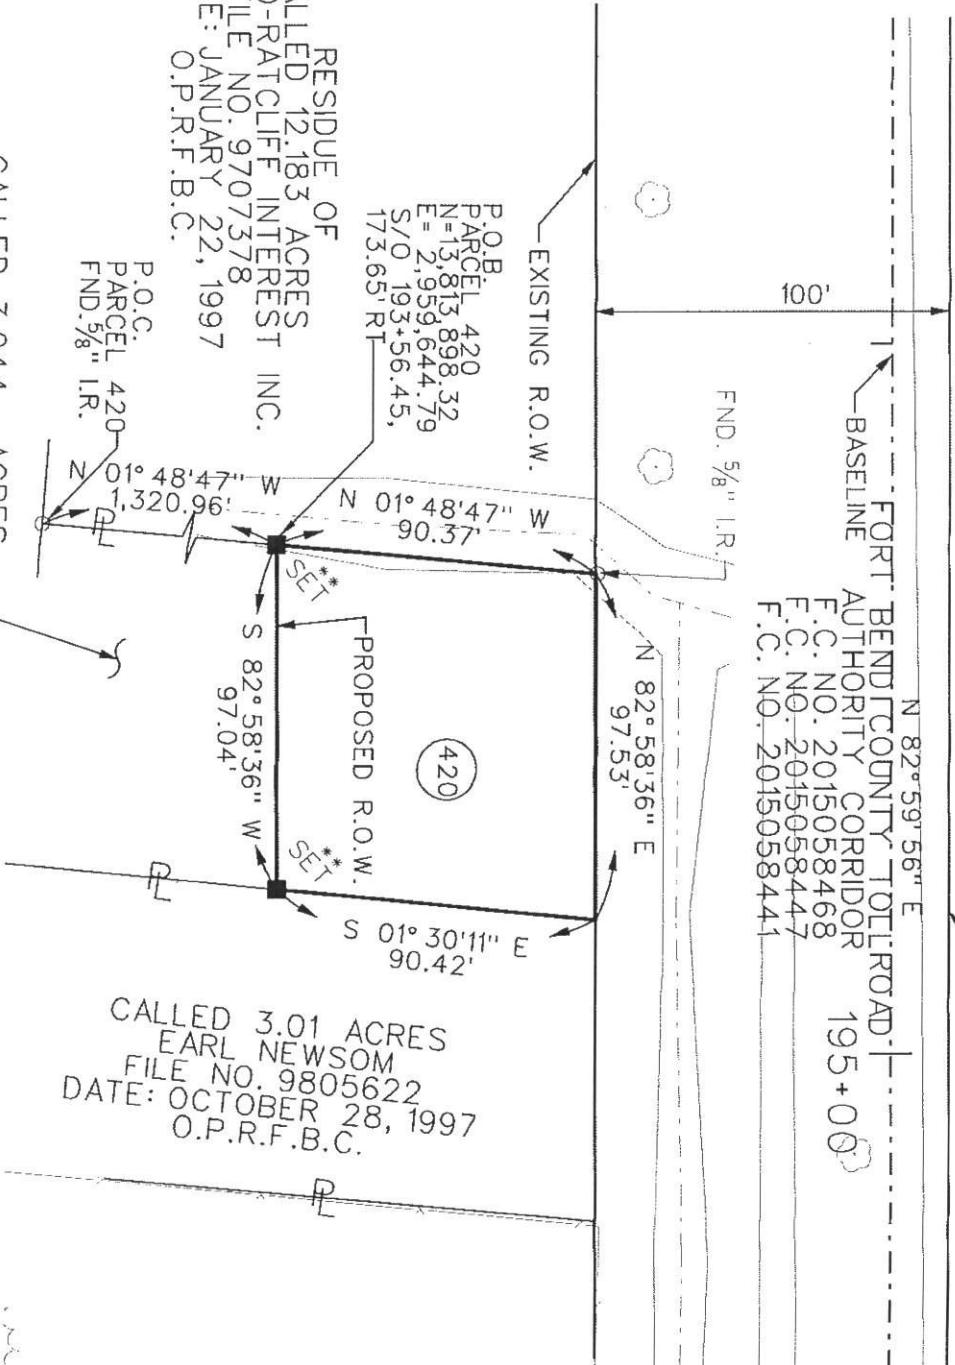 N 82°59'56" E
FORT BEND COUNTY TOLLROAD
AUTHORITY CORRIDOR
F.C. NO. 2015058468
F.C. NO. 2015058447
F.C. NO. 2015058441
195+00
BASELINE
100'
FND. 5/8" I.R.
EXISTING R.O.W.
P.O.B.
PARCEL 420
N=13,813,898.32
E= 2,959,644.79
S/O 193+56.45,
173.65' RT
RESIDUE OF
CALLED 12.183 ACRES
RATCLIFF INTEREST INC.
FILE NO. 9707378
JANUARY 22, 1997
O.P.R.F.B.C.
P.O.C.
PARCEL 420
FND. 5/8" I.R.
N 01°48'47" W
1,320.96'
N 01°48'47" W
90.37'
N 82°58'36" E
97.53'
420
PROPOSED R.O.W.
**
SET
**
SET
S 82°58'36" W
97.04'
S 01°30'11" E
90.42'
PL
PL
PL
CALLED 3.01 ACRES
EARL NEWSOM
FILE NO. 9805622
DATE: OCTOBER 28, 1997
O.P.R.F.B.C.
ACRES